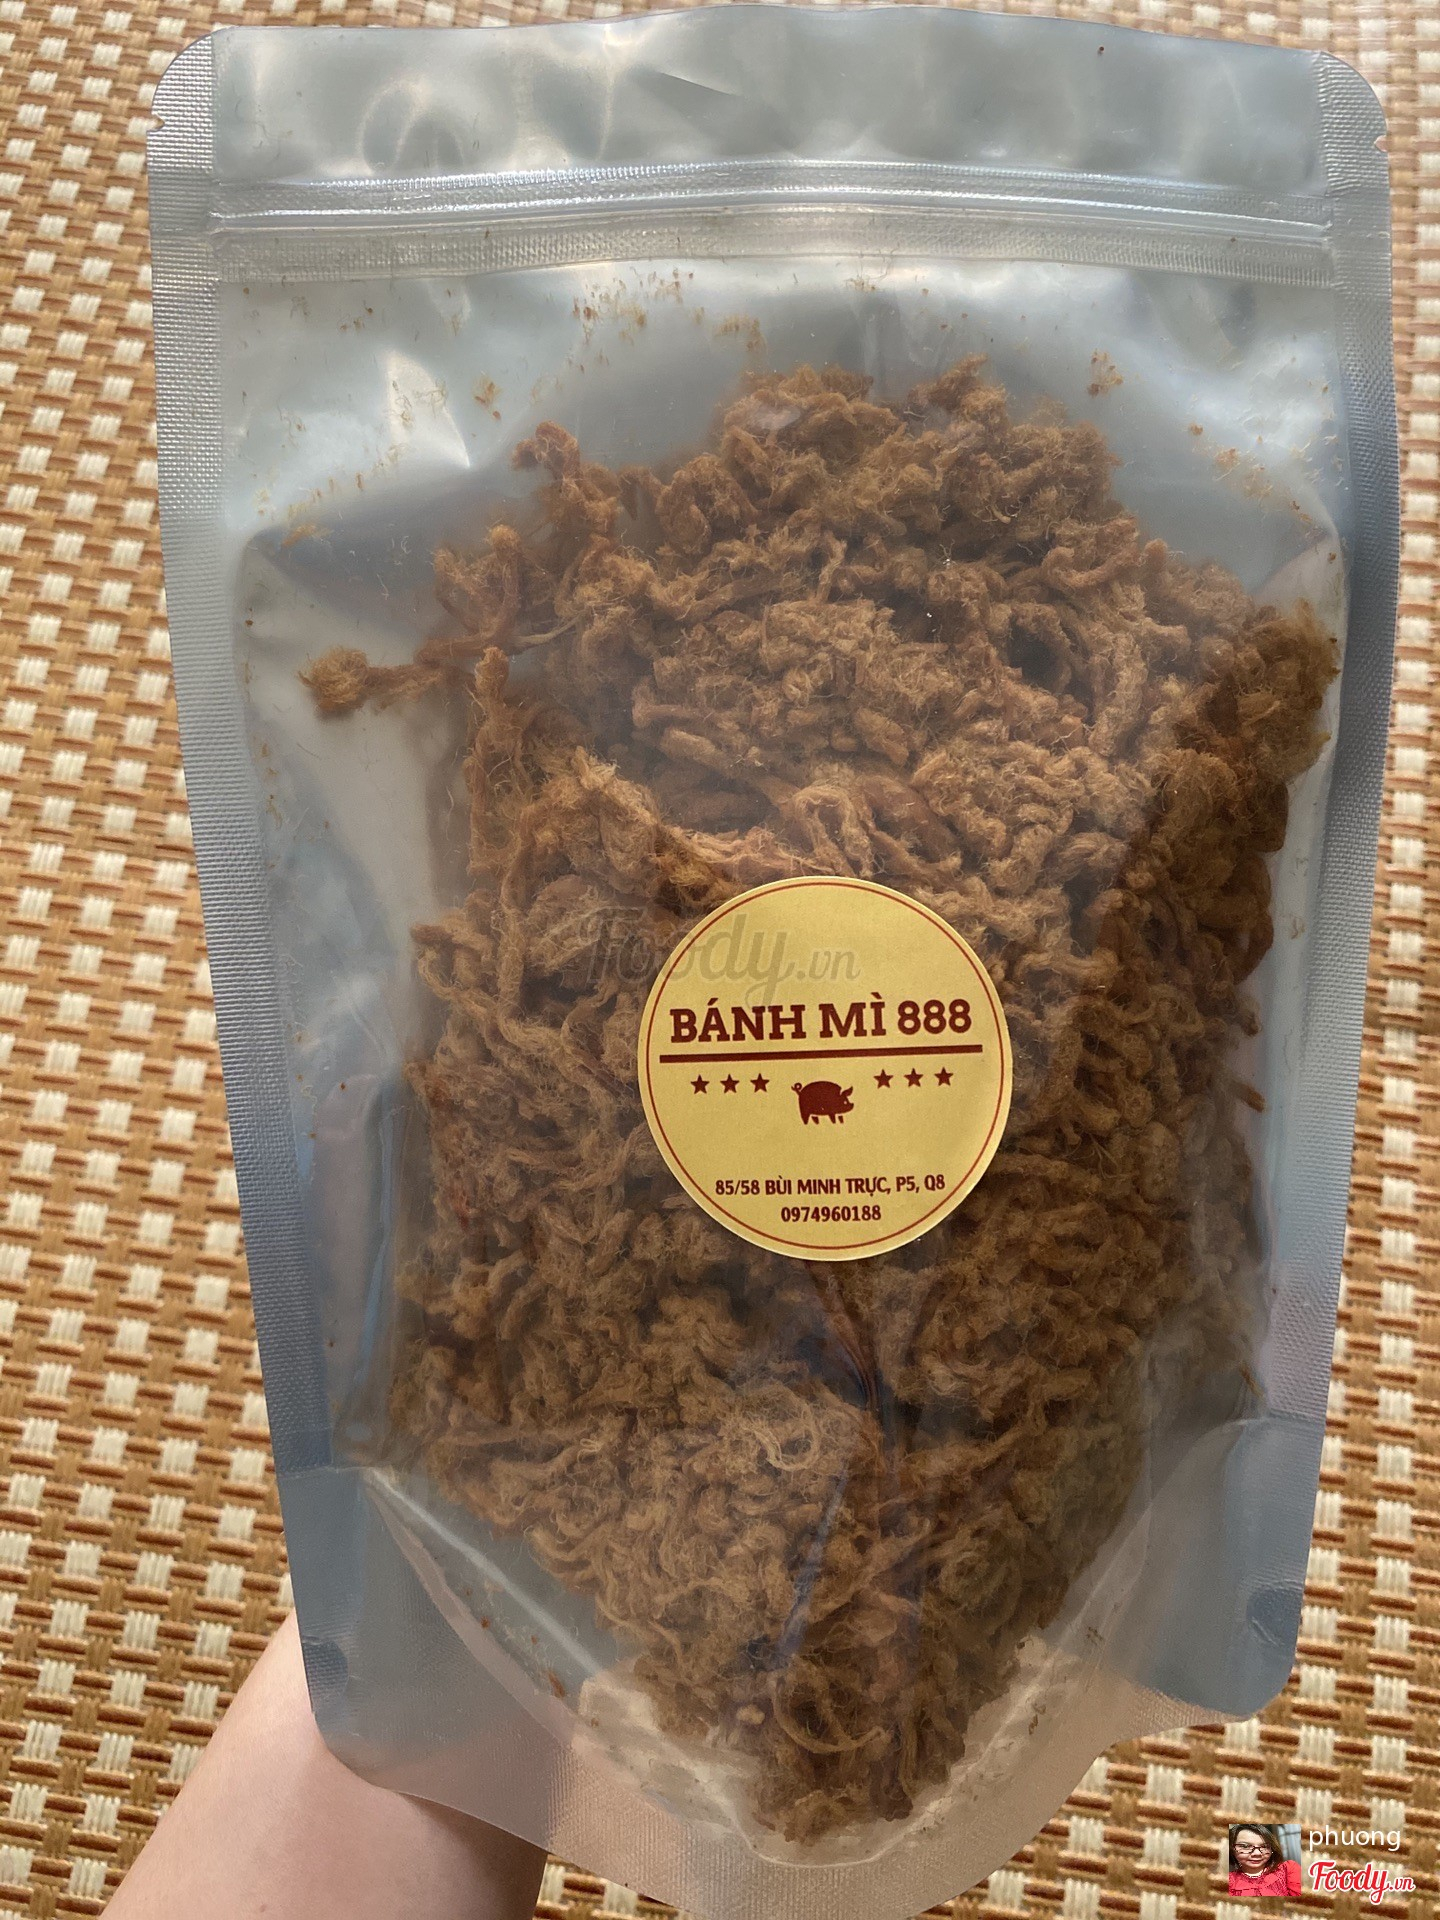 Foody.vn
BÁNH MÌ 888
85/58 BÙI MINH TRỰC, P5, Q8
0974960188
phuong
Foody.vn